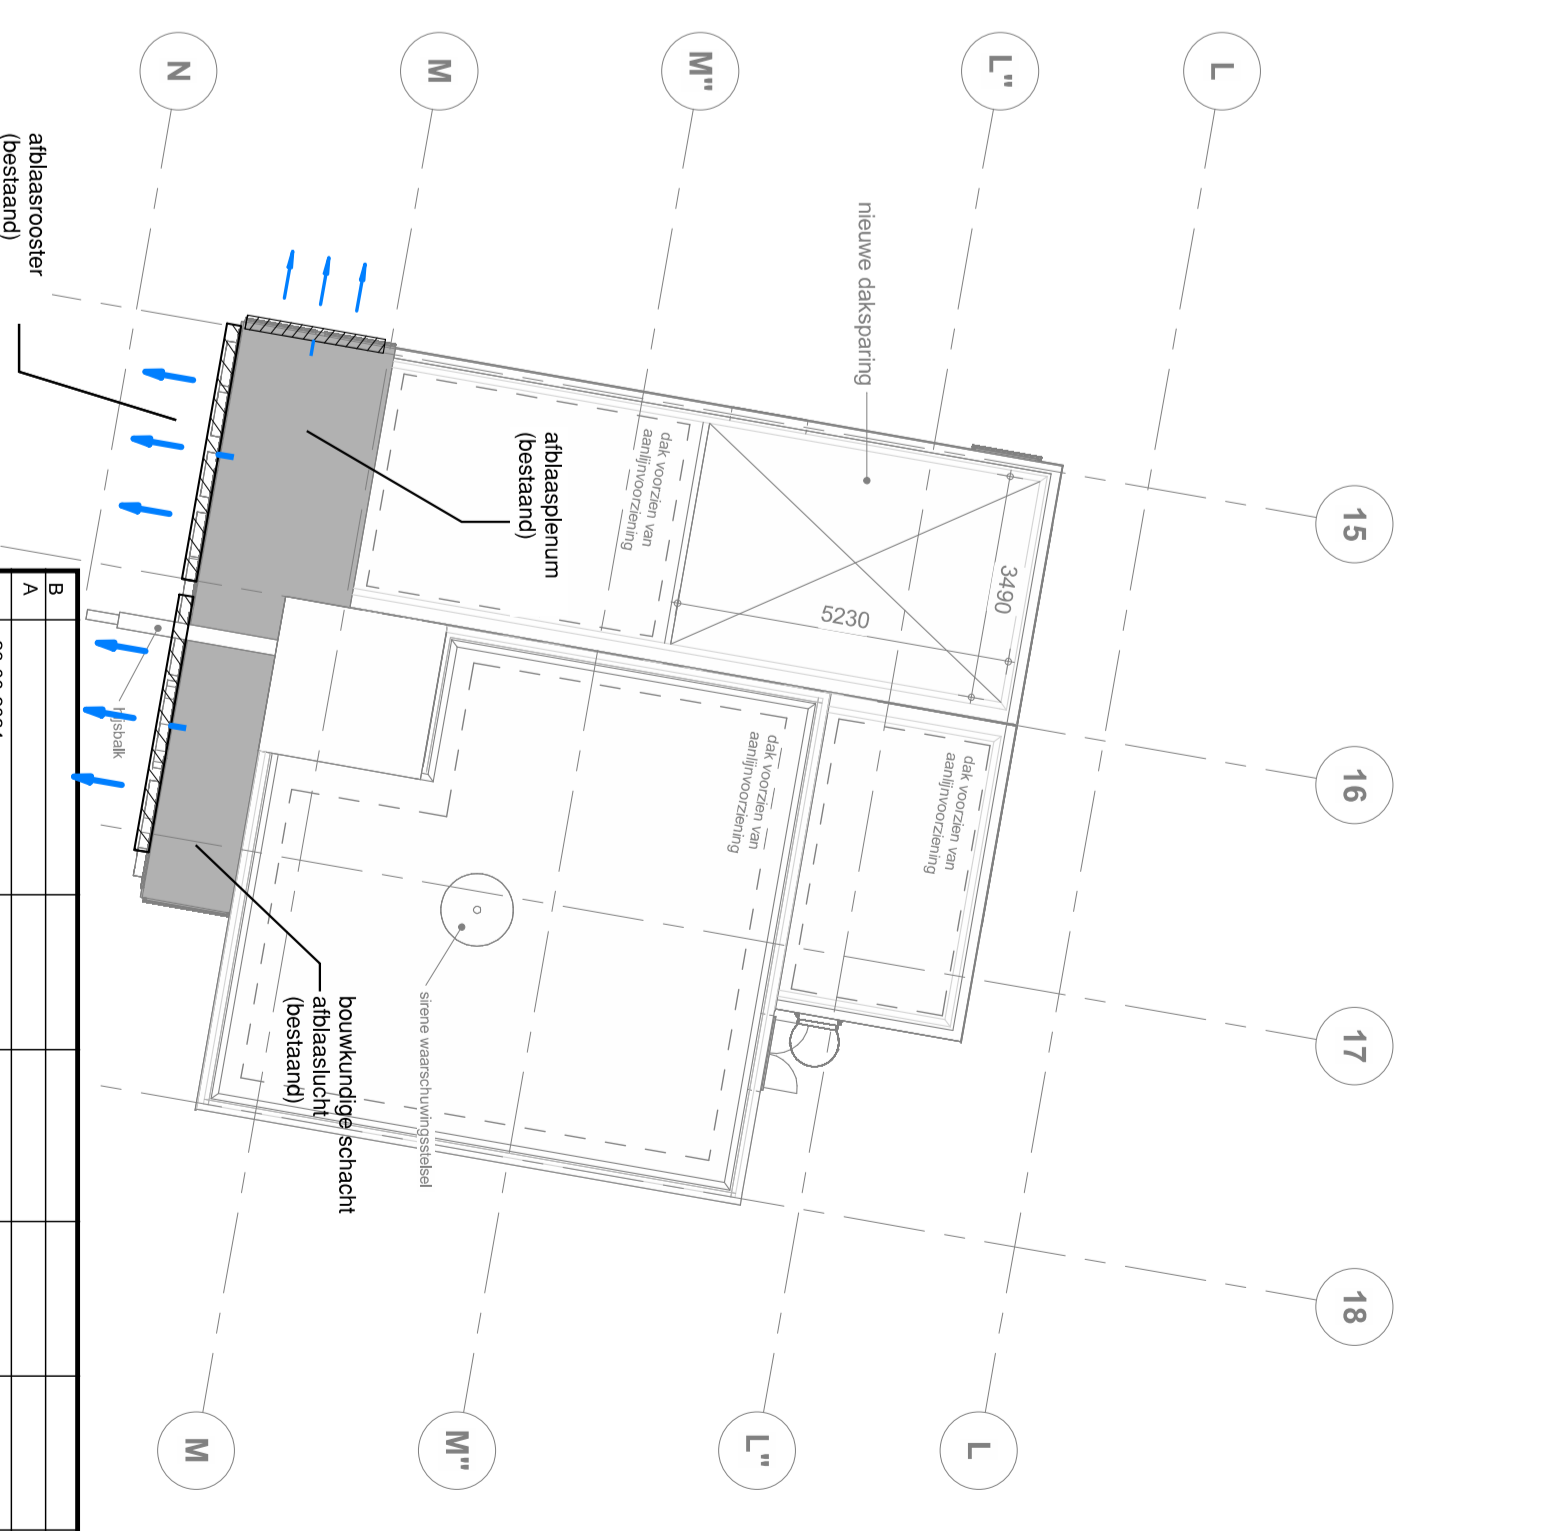 N
M
M"
L"
L
15
16
17
18
M
M"
L"
L
afblaasrooster
(bestaand)
nieuwe daksparing
afblaasplenum
(bestaand)
dak voorzien van
aanlijnvoorziening
3490
5230
dak voorzien van
aanlijnvoorziening
dak voorzien van
aanlijnvoorziening
hijsbalk
sirene waarschuwingsstelsel
bouwkundige schacht
afblaaslucht
(bestaand)
B
A